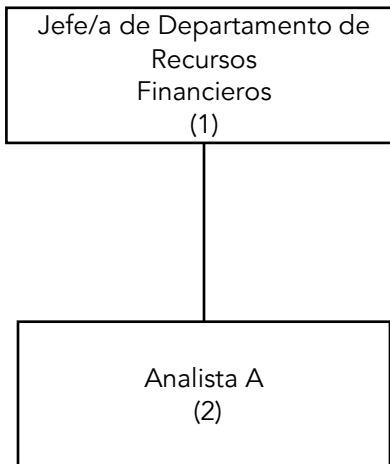 Jefe/a de Departamento de
Recursos
Financieros
(1)
Analista A
(2)